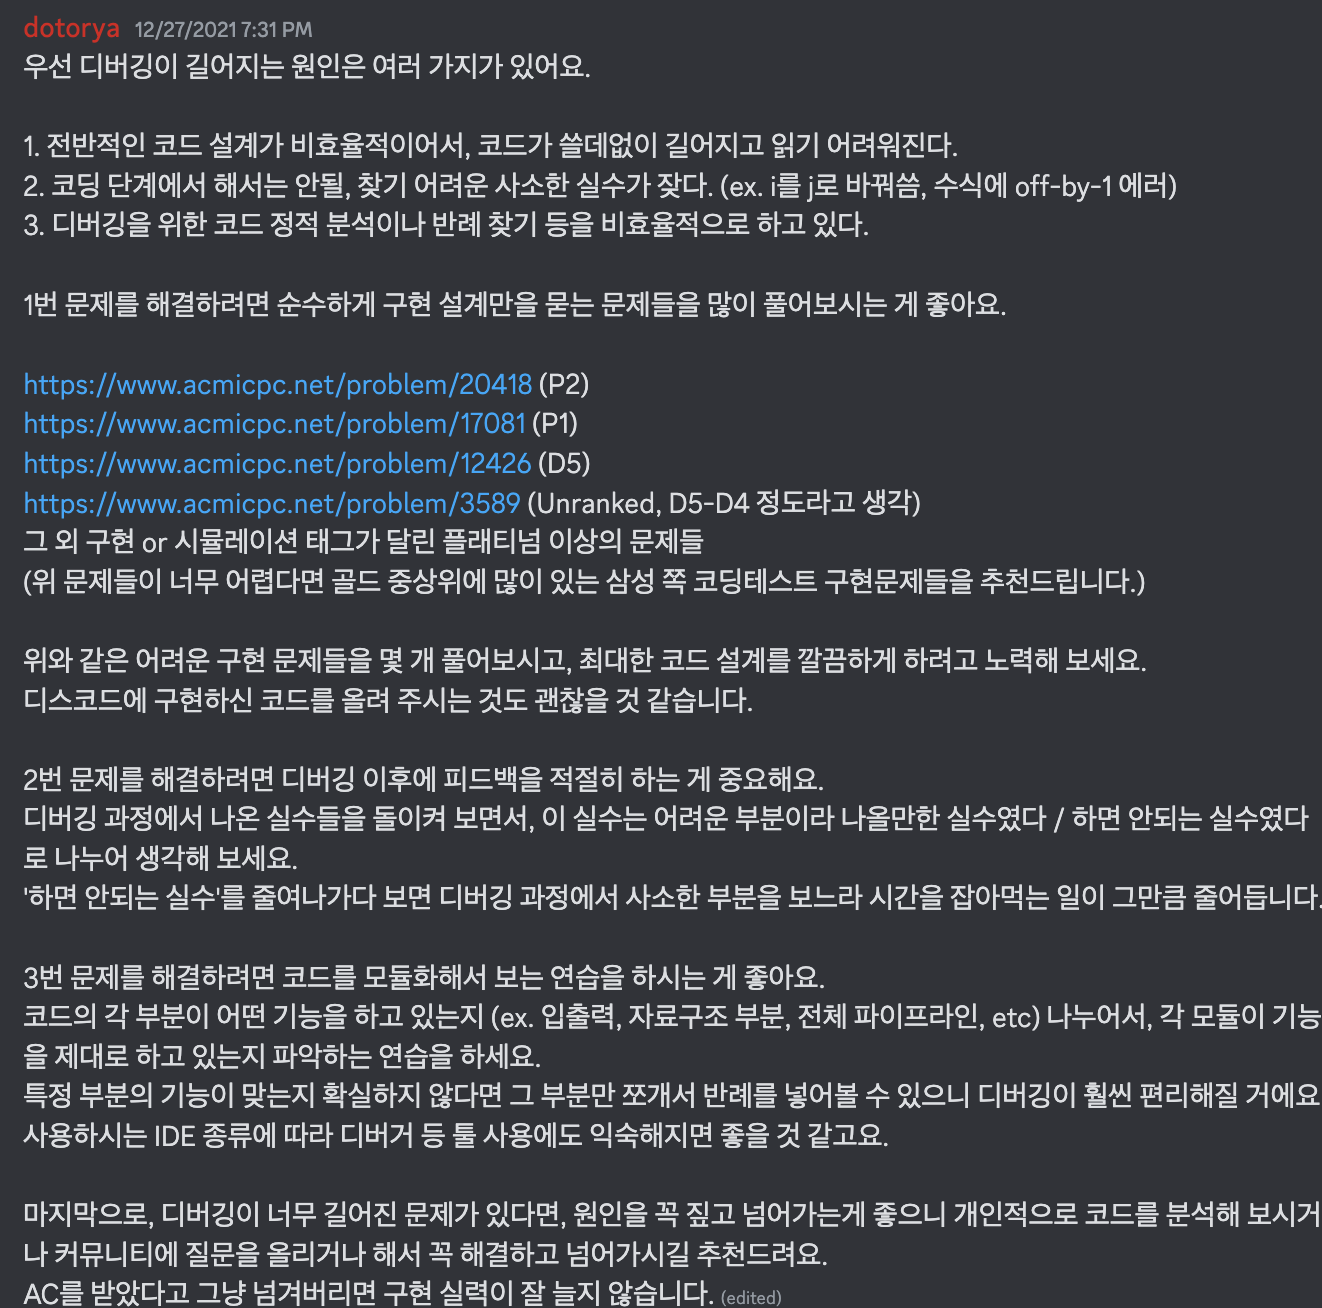 dotorya 12/27/2021 7:31 PM
우선 디버깅이 길어지는 원인은 여러 가지가 있어요.
1. 전반적인 코드 설계가 비효율적이어서, 코드가 쓸데없이 길어지고 읽기 어려워진다.
2. 코딩 단계에서 해서는 안될, 찾기 어려운 사소한 실수가 잦다. (ex. i를 j로 바꿔씀, 수식에 off-by-1 에러)
3. 디버깅을 위한 코드 정적 분석이나 반례 찾기 등을 비효율적으로 하고 있다.
1번 문제를 해결하려면 순수하게 구현 설계만을 묻는 문제들을 많이 풀어보시는 게 좋아요.
https://www.acmicpc.net/problem/20418 (P2)
https://www.acmicpc.net/problem/17081 (P1)
https://www.acmicpc.net/problem/12426 (D5)
https://www.acmicpc.net/problem/3589 (Unranked, D5-D4 정도라고 생각)
그 외 구현 or 시뮬레이션 태그가 달린 플래티넘 이상의 문제들
(위 문제들이 너무 어렵다면 골드 중상위에 많이 있는 삼성 쪽 코딩테스트 구현문제들을 추천드립니다.)
위와 같은 어려운 구현 문제들을 몇 개 풀어보시고, 최대한 코드 설계를 깔끔하게 하려고 노력해 보세요.
디스코드에 구현하신 코드를 올려 주시는 것도 괜찮을 것 같습니다.
2번 문제를 해결하려면 디버깅 이후에 피드백을 적절히 하는 게 중요해요.
디버깅 과정에서 나온 실수들을 돌이켜 보면서, 이 실수는 어려운 부분이라 나올만한 실수였다 / 하면 안되는 실수였다
로 나누어 생각해 보세요.
'하면 안되는 실수'를 줄여나가다 보면 디버깅 과정에서 사소한 부분을 보느라 시간을 잡아먹는 일이 그만큼 줄어듭니다.
3번 문제를 해결하려면 코드를 모듈화해서 보는 연습을 하시는 게 좋아요.
코드의 각 부분이 어떤 기능을 하고 있는지 (ex. 입출력, 자료구조 부분, 전체 파이프라인, etc) 나누어서, 각 모듈이 기능
을 제대로 하고 있는지 파악하는 연습을 하세요.
특정 부분의 기능이 맞는지 확실하지 않다면 그 부분만 쪼개서 반례를 넣어볼 수 있으니 디버깅이 훨씬 편리해질 거에요
사용하시는 IDE 종류에 따라 디버거 등 툴 사용에도 익숙해지면 좋을 것 같고요.
마지막으로, 디버깅이 너무 길어진 문제가 있다면, 원인을 꼭 짚고 넘어가는게 좋으니 개인적으로 코드를 분석해 보시거
나 커뮤니티에 질문을 올리거나 해서 꼭 해결하고 넘어가시길 추천드려요.
AC를 받았다고 그냥 넘겨버리면 구현 실력이 잘 늘지 않습니다. (edited)